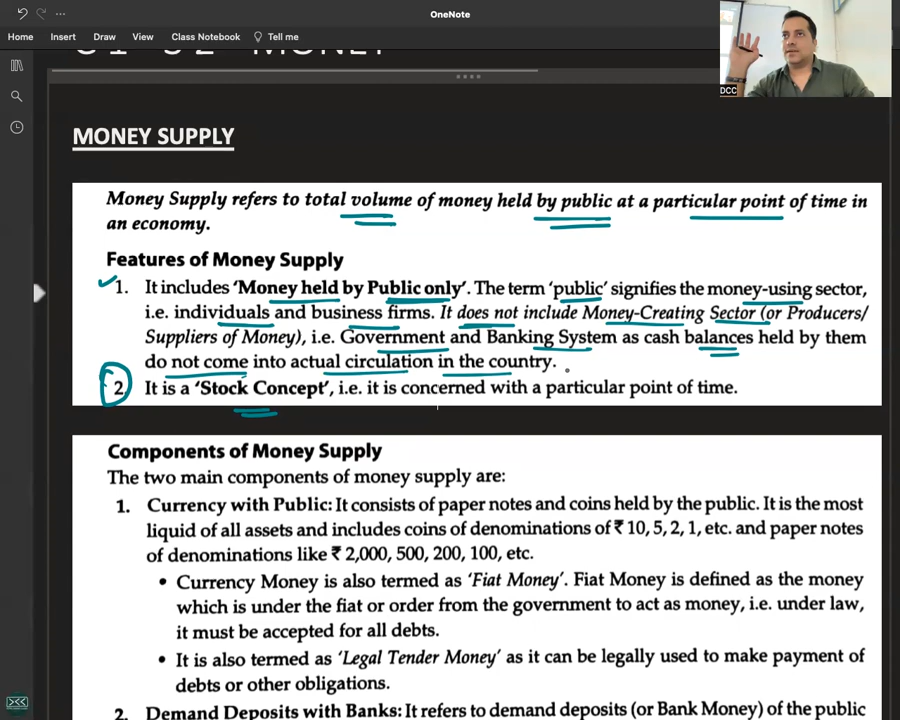 OneNote
Home Insert Draw View Class Notebook Tell me
MONEY
DCC
MONEY SUPPLY
Money Supply refers to total volume of money held by public at a particular point of time in
an economy.
Features of Money Supply
1. It includes 'Money held by Public only'. The term 'public' signifies the money-using sector,
i.e. individuals and business firms. It does not include Money-Creating Sector (or Producers/
Suppliers of Money), i.e. Government and Banking System as cash balances held by them
do not come into actual circulation in the country.
2. It is a 'Stock Concept', i.e. it is concerned with a particular point of time.
Components of Money Supply
The two main components of money supply are:
1. Currency with Public: It consists of paper notes and coins held by the public. It is the most
liquid of all assets and includes coins of denominations of ₹ 10, 5, 2, 1, etc. and paper notes
of denominations like ₹ 2,000, 500, 200, 100, etc.
• Currency Money is also termed as 'Fiat Money'. Fiat Money is defined as the money
which is under the fiat or order from the government to act as money, i.e. under law,
it must be accepted for all debts.
• It is also termed as 'Legal Tender Money' as it can be legally used to make payment of
debts or other obligations.
2. Demand Deposits with Banks: It refers to demand deposits (or Bank Money) of the public